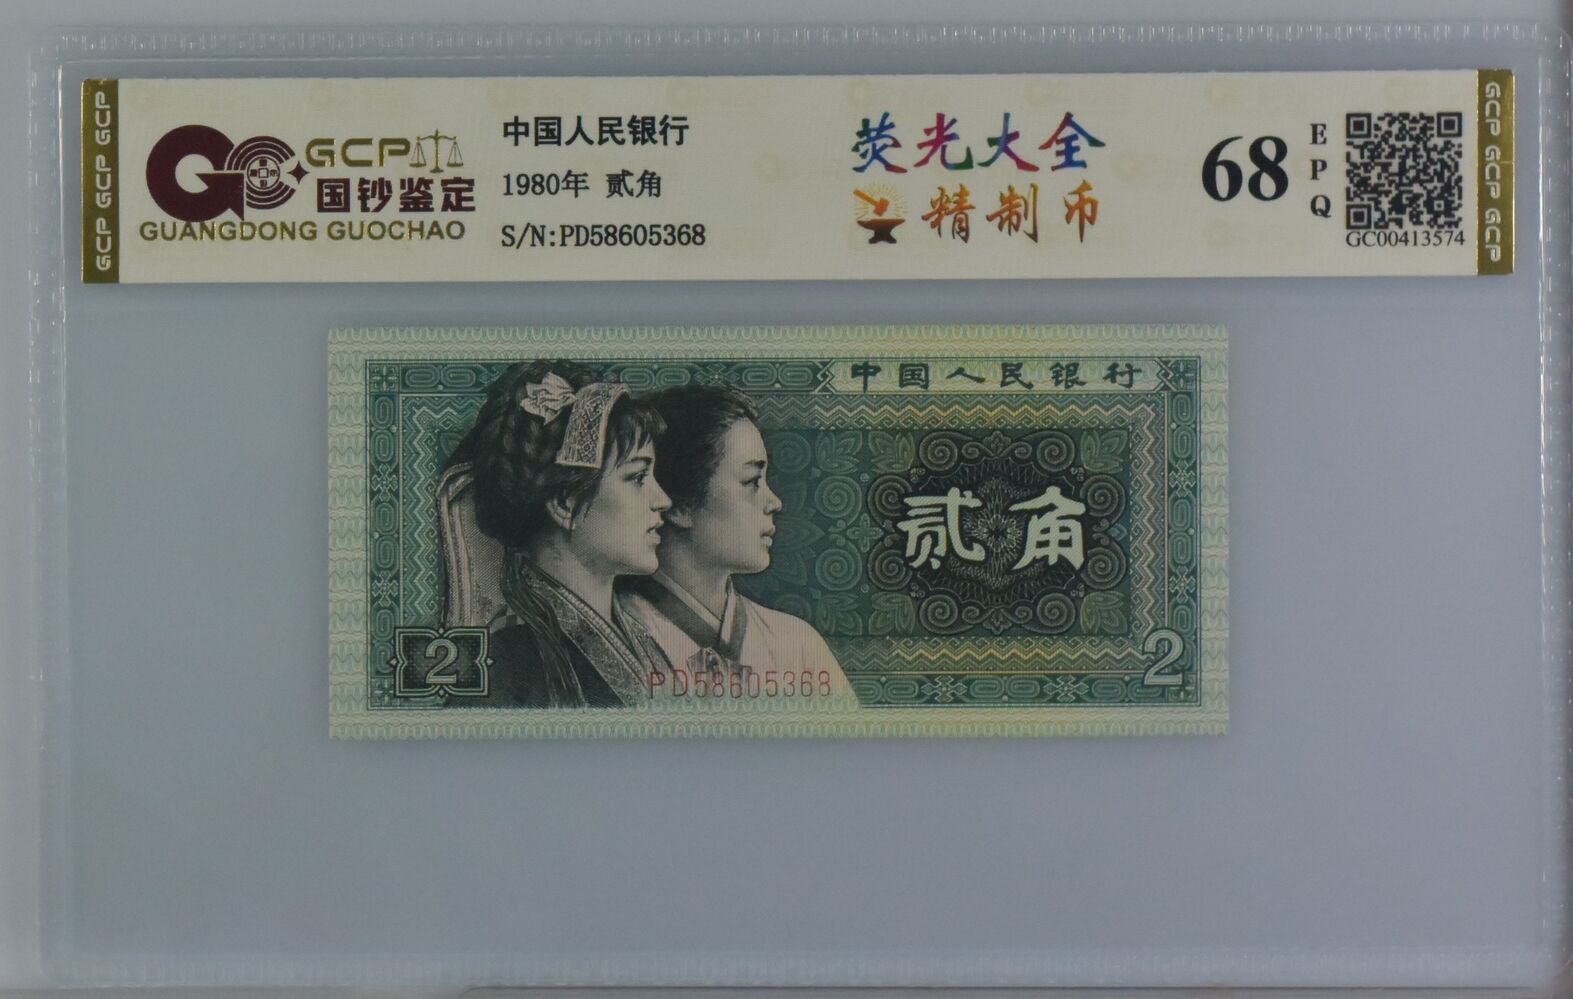 GCP GCP GCP
GCP
国钞鉴定
GUANGDONG GUOCHAO
中国人民银行
1980年 贰角
S/N:PD58605368
荧光大全
精制币
68
EPQ
GC00413574
GCP GCP GCP
中国人民银行
贰角
2
PD58605368
2